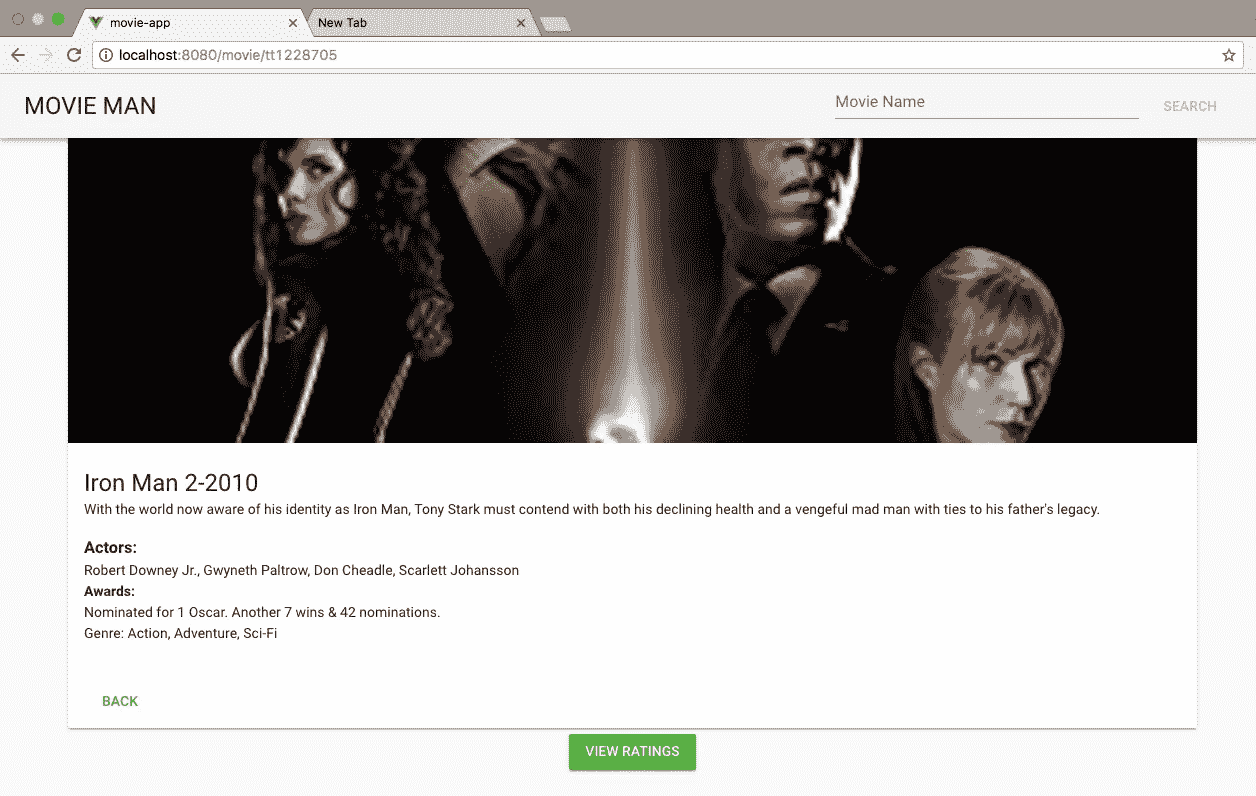 movie-app
New Tab
localhost:8080/movie/tt1228705
MOVIE MAN
Movie Name
SEARCH
Iron Man 2-2010
With the world now aware of his identity as Iron Man, Tony Stark must contend with both his declining health and a vengeful mad man with ties to his father's legacy.
Actors:
Robert Downey Jr., Gwyneth Paltrow, Don Cheadle, Scarlett Johansson
Awards:
Nominated for 1 Oscar. Another 7 wins & 42 nominations.
Genre: Action, Adventure, Sci-Fi
BACK
VIEW RATINGS